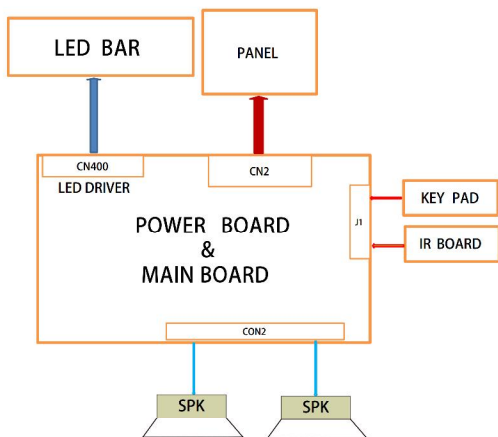 LED BAR
PANEL
CN400
CN2
LED DRIVER
KEY PAD
J1
POWER BOARD
&
MAIN BOARD
IR BOARD
CON2
SPK
SPK